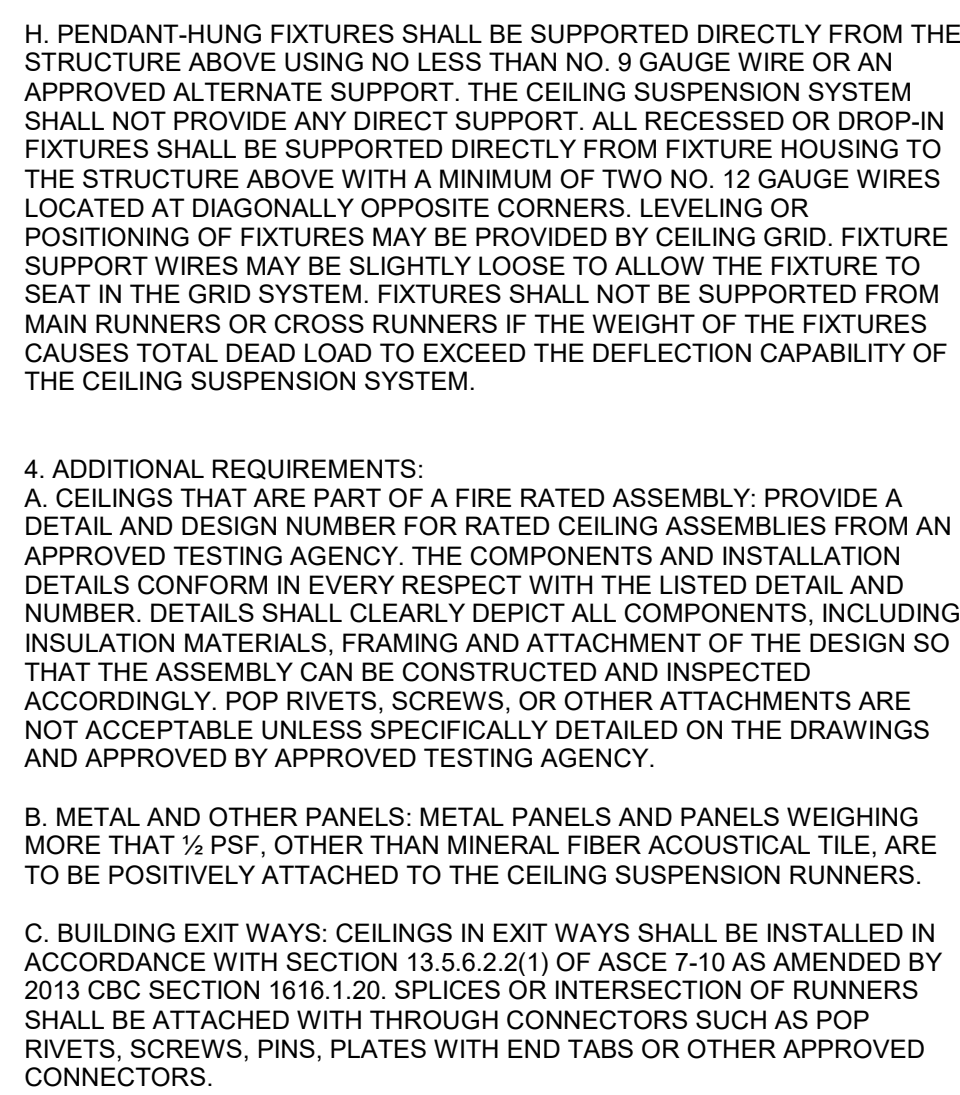 H. PENDANT-HUNG FIXTURES SHALL BE SUPPORTED DIRECTLY FROM THE
STRUCTURE ABOVE USING NO LESS THAN NO. 9 GAUGE WIRE OR AN
APPROVED ALTERNATE SUPPORT. THE CEILING SUSPENSION SYSTEM
SHALL NOT PROVIDE ANY DIRECT SUPPORT. ALL RECESSED OR DROP-IN
FIXTURES SHALL BE SUPPORTED DIRECTLY FROM FIXTURE HOUSING TO
THE STRUCTURE ABOVE WITH A MINIMUM OF TWO NO. 12 GAUGE WIRES
LOCATED AT DIAGONALLY OPPOSITE CORNERS. LEVELING OR
POSITIONING OF FIXTURES MAY BE PROVIDED BY CEILING GRID. FIXTURE
SUPPORT WIRES MAY BE SLIGHTLY LOOSE TO ALLOW THE FIXTURE TO
SEAT IN THE GRID SYSTEM. FIXTURES SHALL NOT BE SUPPORTED FROM
MAIN RUNNERS OR CROSS RUNNERS IF THE WEIGHT OF THE FIXTURES
CAUSES TOTAL DEAD LOAD TO EXCEED THE DEFLECTION CAPABILITY OF
THE CEILING SUSPENSION SYSTEM.
4. ADDITIONAL REQUIREMENTS:
A. CEILINGS THAT ARE PART OF A FIRE RATED ASSEMBLY: PROVIDE A
DETAIL AND DESIGN NUMBER FOR RATED CEILING ASSEMBLIES FROM AN
APPROVED TESTING AGENCY. THE COMPONENTS AND INSTALLATION
DETAILS CONFORM IN EVERY RESPECT WITH THE LISTED DETAIL AND
NUMBER. DETAILS SHALL CLEARLY DEPICT ALL COMPONENTS, INCLUDING
INSULATION MATERIALS, FRAMING AND ATTACHMENT OF THE DESIGN SO
THAT THE ASSEMBLY CAN BE CONSTRUCTED AND INSPECTED
ACCORDINGLY. POP RIVETS, SCREWS, OR OTHER ATTACHMENTS ARE
NOT ACCEPTABLE UNLESS SPECIFICALLY DETAILED ON THE DRAWINGS
AND APPROVED BY APPROVED TESTING AGENCY.
B. METAL AND OTHER PANELS: METAL PANELS AND PANELS WEIGHING
MORE THAT ½ PSF, OTHER THAN MINERAL FIBER ACOUSTICAL TILE, ARE
TO BE POSITIVELY ATTACHED TO THE CEILING SUSPENSION RUNNERS.
C. BUILDING EXIT WAYS: CEILINGS IN EXIT WAYS SHALL BE INSTALLED IN
ACCORDANCE WITH SECTION 13.5.6.2.2(1) OF ASCE 7-10 AS AMENDED BY
2013 CBC SECTION 1616.1.20. SPLICES OR INTERSECTION OF RUNNERS
SHALL BE ATTACHED WITH THROUGH CONNECTORS SUCH AS POP
RIVETS, SCREWS, PINS, PLATES WITH END TABS OR OTHER APPROVED
CONNECTORS.